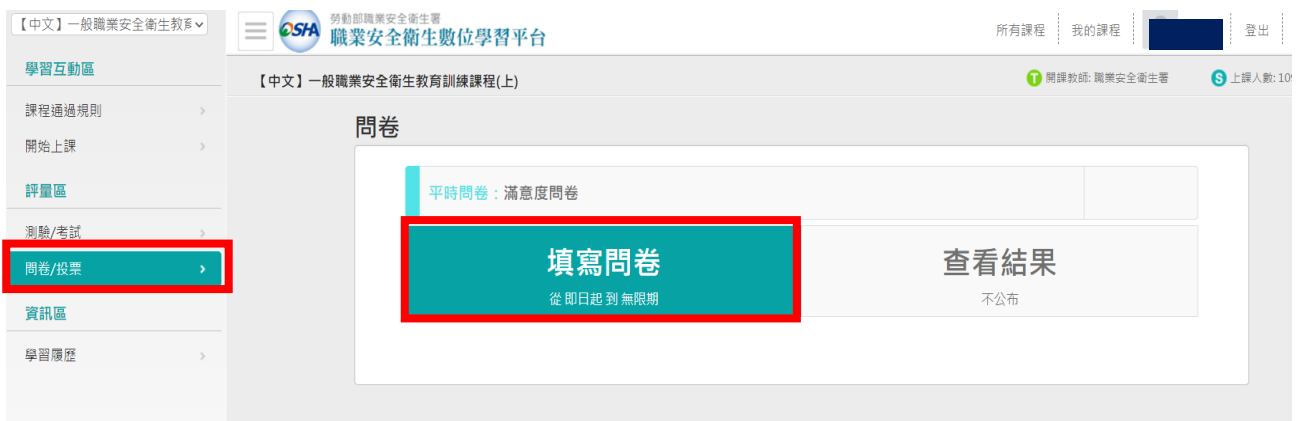 【中文】一般職業安全衛生教育
OSHA
勞動部職業安全衛生署
職業安全衛生數位學習平台
所有課程
我的課程
登出
學習互動區
課程通過規則
開始上課
評量區
測驗/考試
問卷/投票
資訊區
學習履歷
【中文】一般職業安全衛生教育訓練課程(上)
T 開課教師: 職業安全衛生署
S 上課人數: 109
問卷
平時問卷：滿意度問卷
填寫問卷
從 即日起 到 無限期
查看結果
不公布